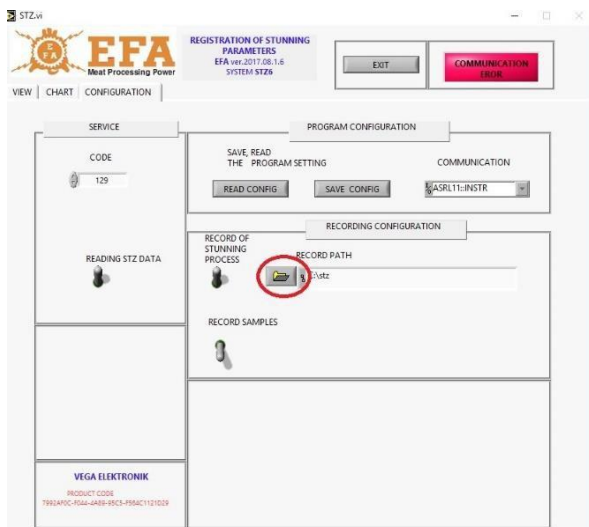 STZ.vi
EFA
Meat Processing Power
REGISTRATION OF STUNNING
PARAMETERS
EFA ver.2017.08.1.6
SYSTEM STZ6
EXIT
COMMUNICATION
EROR
VIEW CHART CONFIGURATION
SERVICE
CODE
129
READING STZ DATA
PROGRAM CONFIGURATION
SAVE, READ
THE PROGRAM SETTING
READ CONFIG
SAVE CONFIG
COMMUNICATION
ASRL11::INSTR
RECORDING CONFIGURATION
RECORD OF
STUNNING
PROCESS
RECORD PATH
:\stz
RECORD SAMPLES
VEGA ELEKTRONIK
PRODUCT CODE